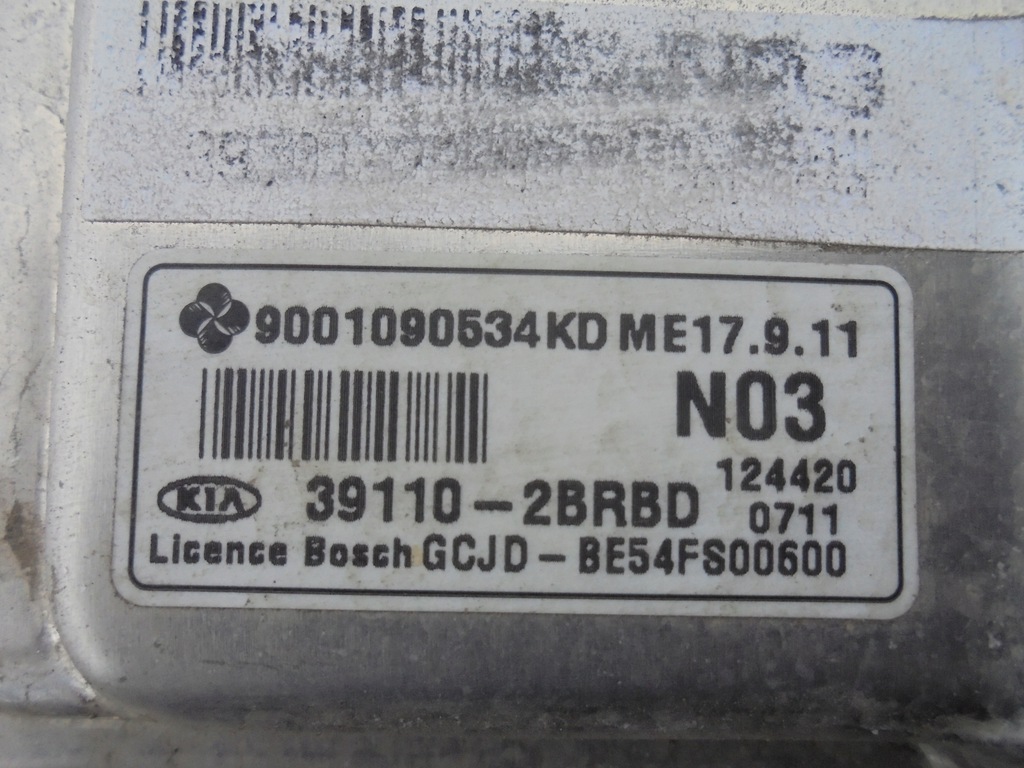 9001090534KD ME17.9.11
N03
124420
KIA 39110-2BRBD 0711
Licence Bosch GCJD-BE54FS00600